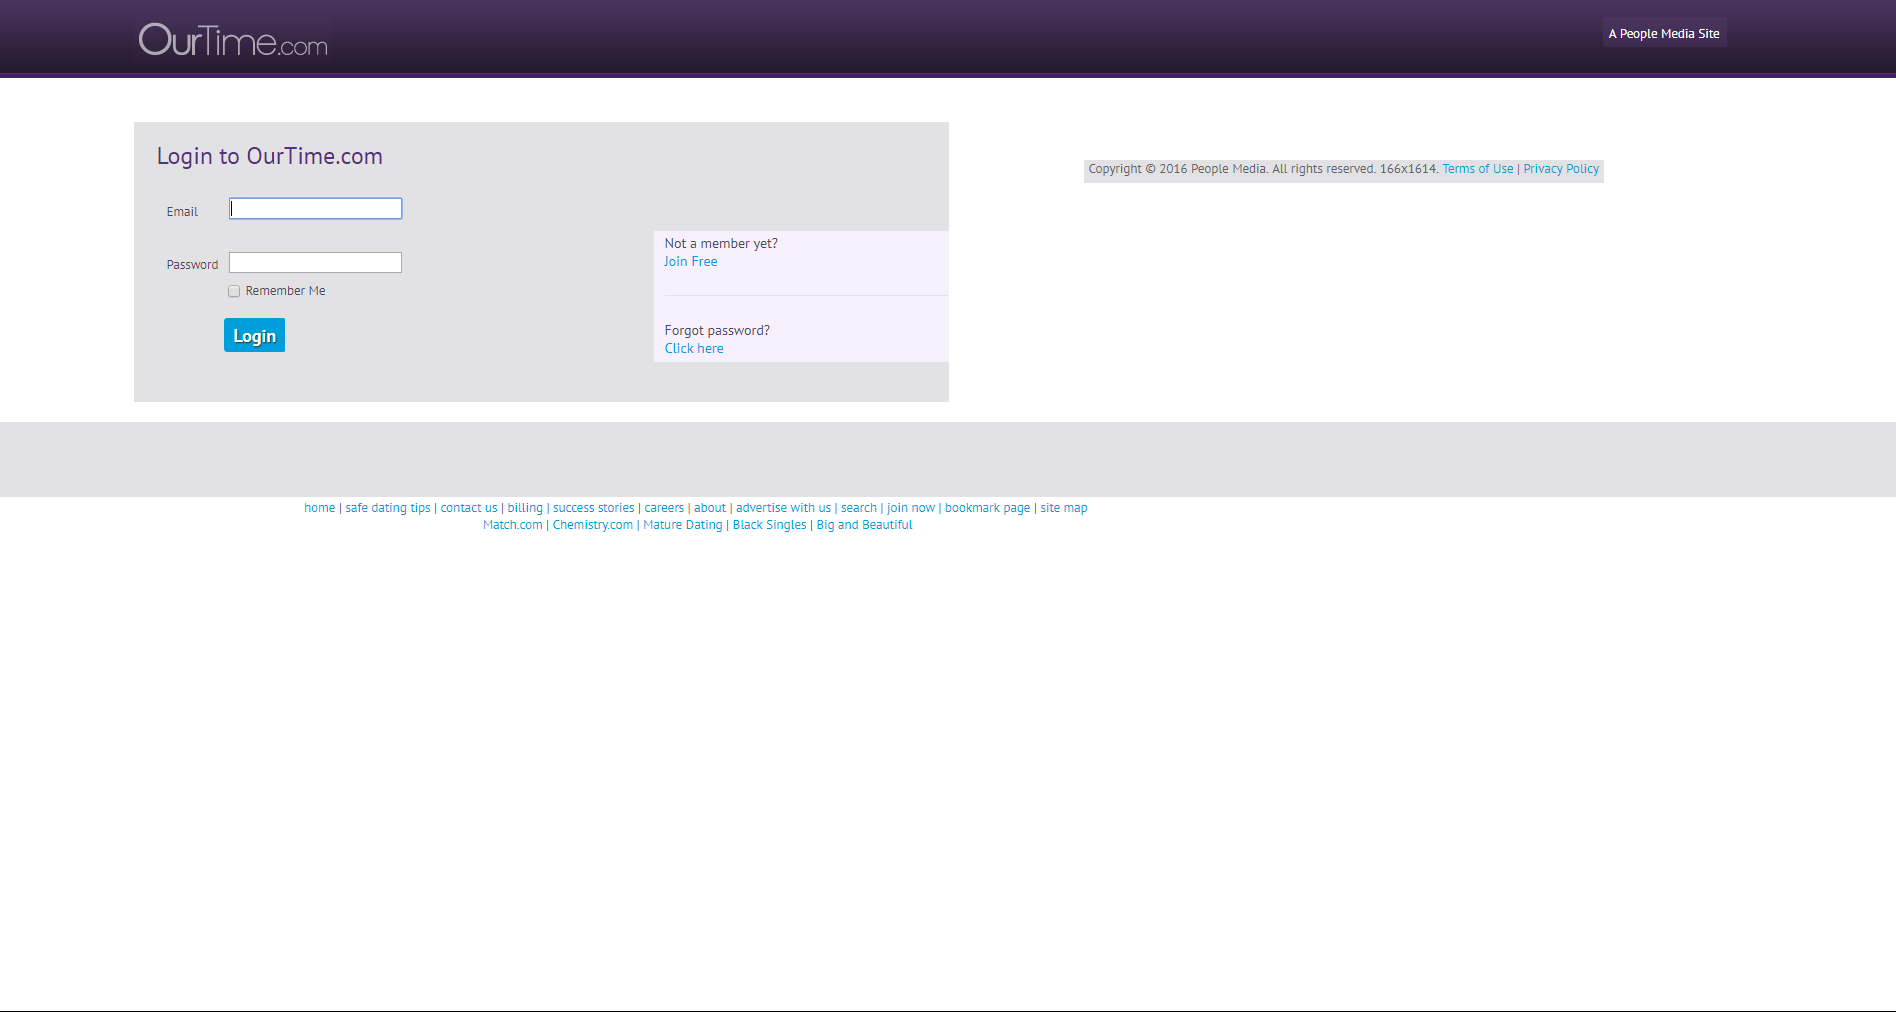 OurTime.com
A People Media Site
Login to OurTime.com
Email
Password
Remember Me
Login
Not a member yet?
Join Free
Forgot password?
Click here
Copyright © 2016 People Media. All rights reserved. 166x1614. Terms of Use | Privacy Policy
home | safe dating tips | contact us | billing | success stories | careers | about | advertise with us | search | join now | bookmark page | site map
Match.com | Chemistry.com | Mature Dating | Black Singles | Big and Beautiful